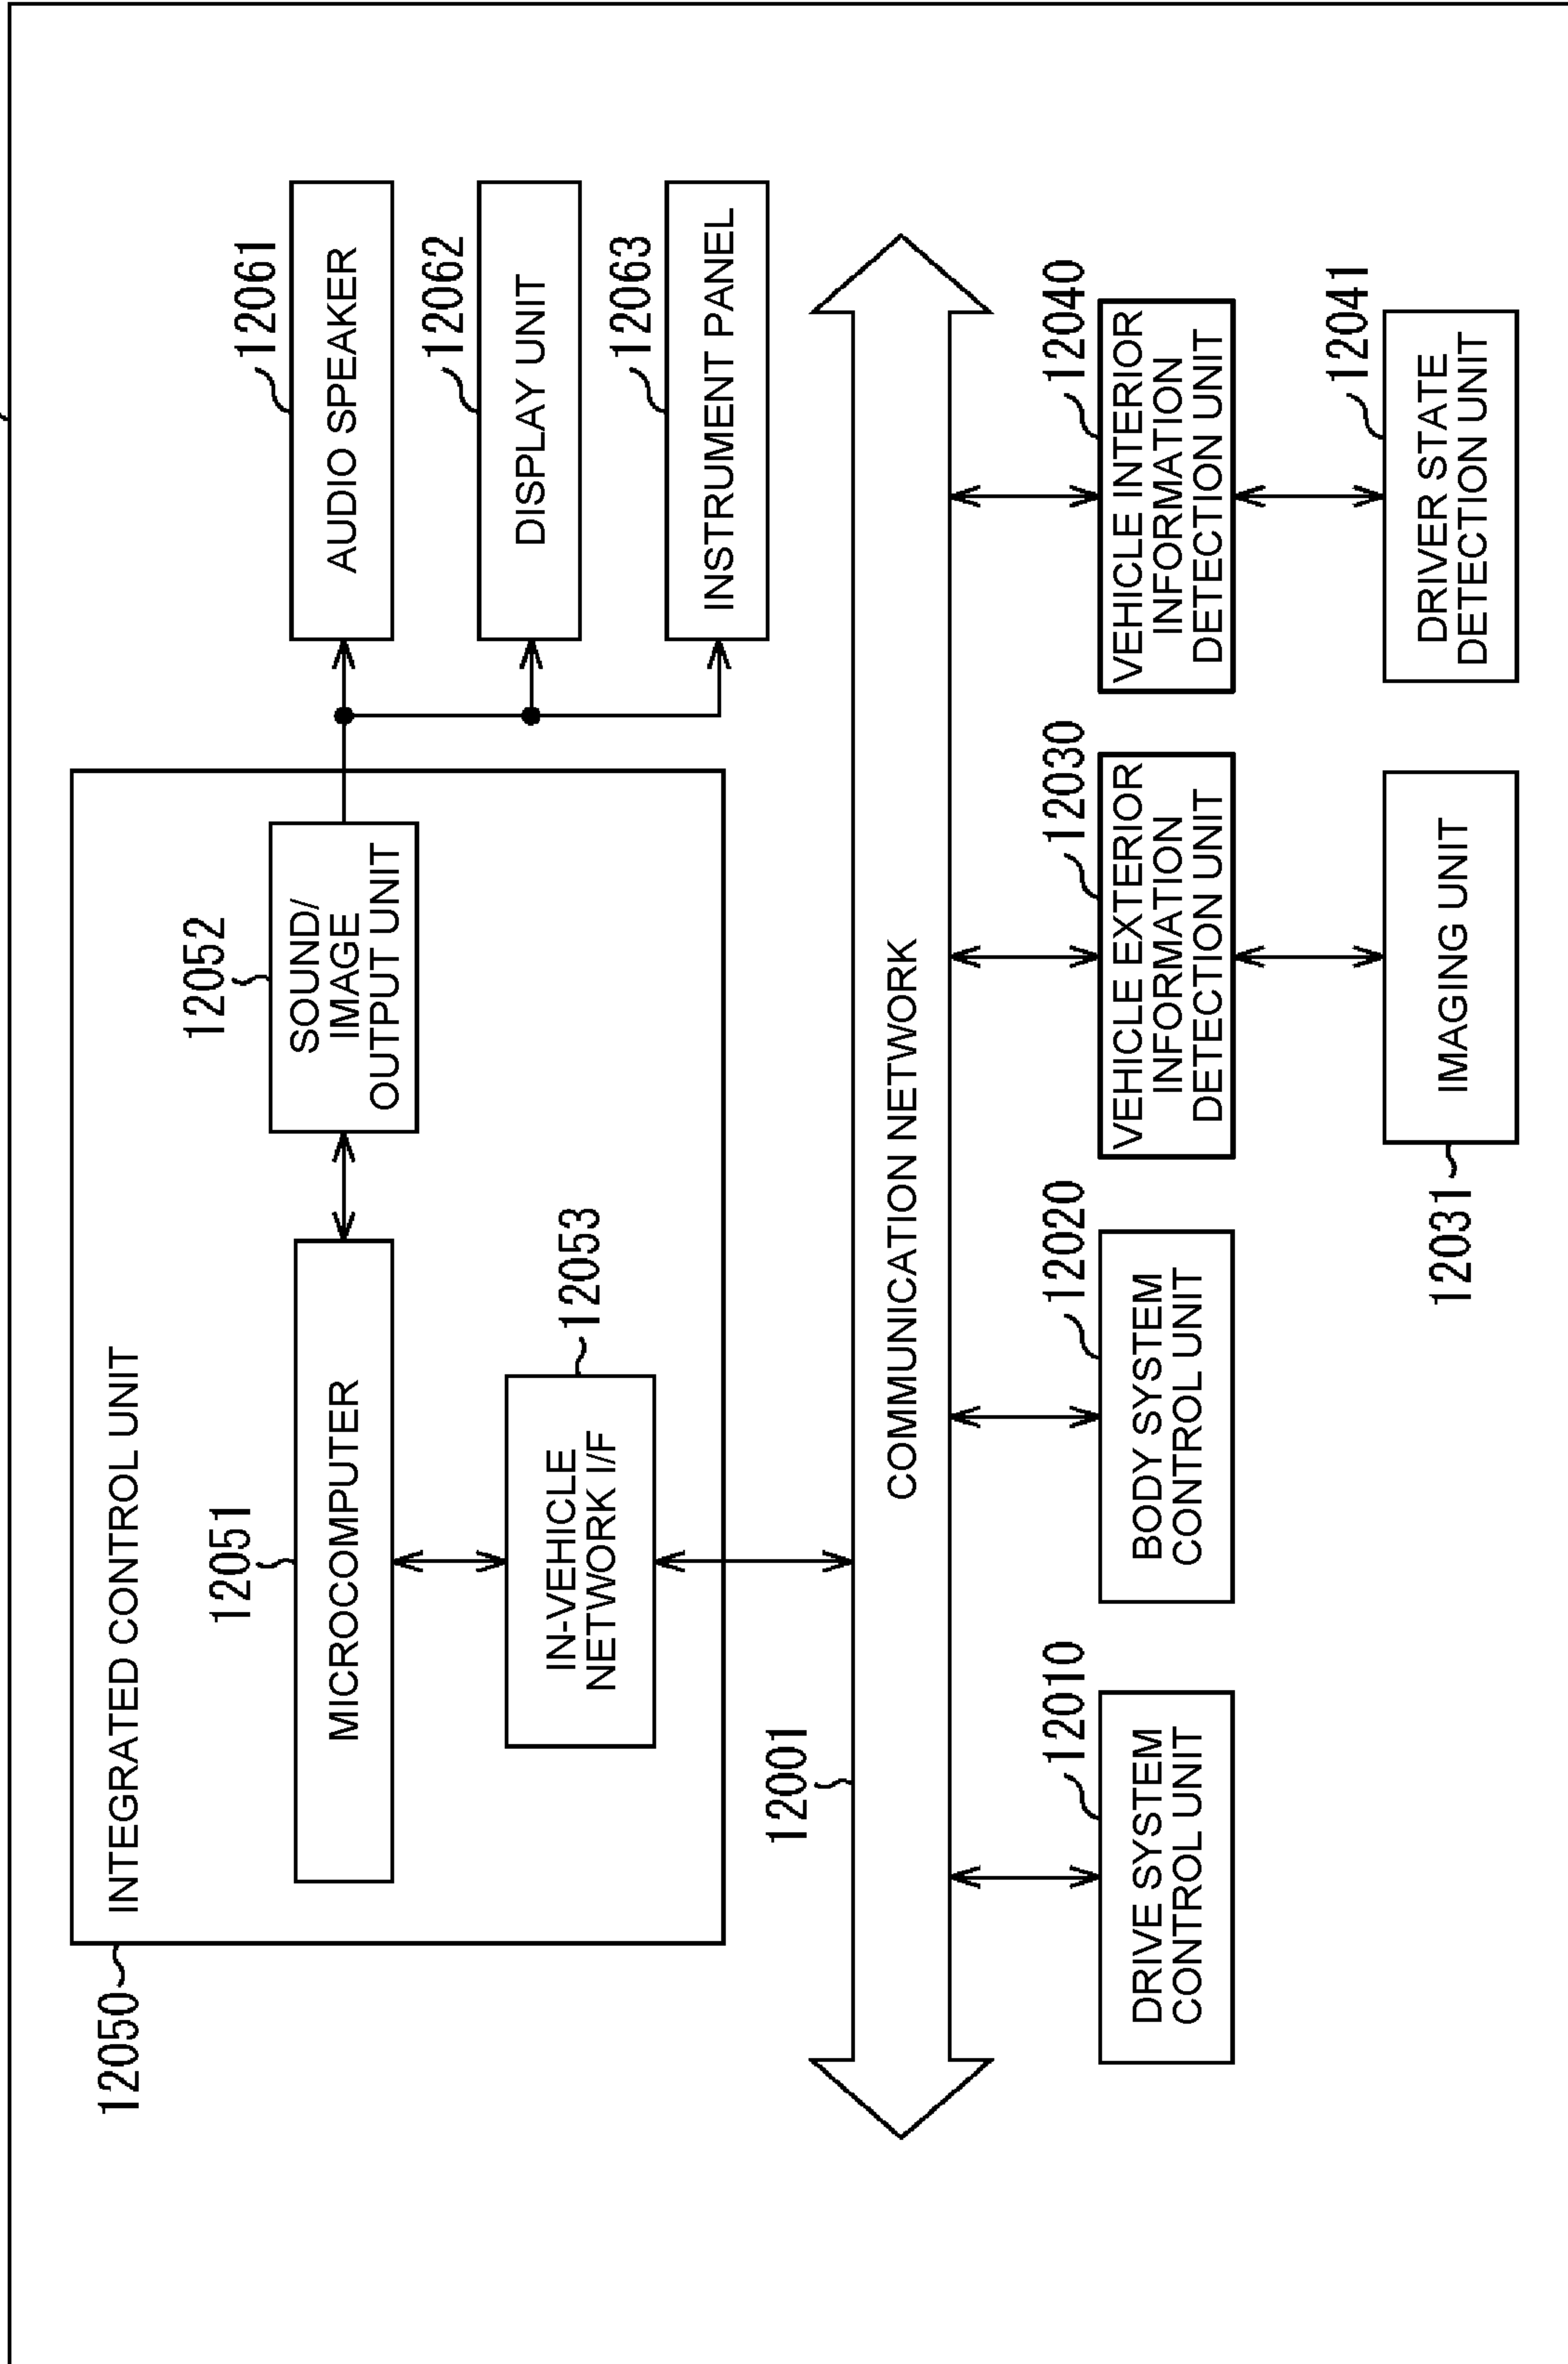 12050
INTEGRATED CONTROL UNIT
12051
MICROCOMPUTER
12052
SOUND/
IMAGE
OUTPUT UNIT
12053
IN-VEHICLE
NETWORK I/F
12061
AUDIO SPEAKER
12062
DISPLAY UNIT
12063
INSTRUMENT PANEL
12001
COMMUNICATION NETWORK
12010
DRIVE SYSTEM
CONTROL UNIT
12020
BODY SYSTEM
CONTROL UNIT
12030
VEHICLE EXTERIOR
INFORMATION
DETECTION UNIT
12040
VEHICLE INTERIOR
INFORMATION
DETECTION UNIT
12031
IMAGING UNIT
12041
DRIVER STATE
DETECTION UNIT